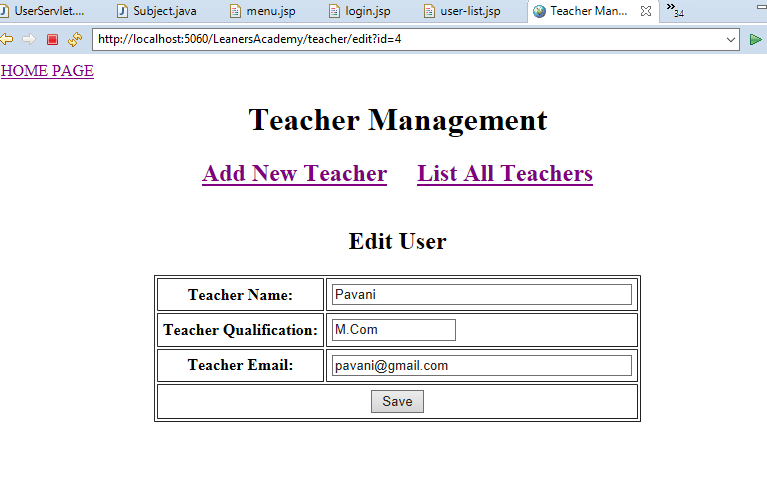 UserServlet.... Subject.java menu.jsp login.jsp user-list.jsp Teacher Man... 34
http://localhost:5060/LeanersAcademy/teacher/edit?id=4
HOME PAGE
Teacher Management
Add New Teacher List All Teachers
Edit User
Teacher Name: Pavani
Teacher Qualification: M.Com
Teacher Email: pavani@gmail.com
Save